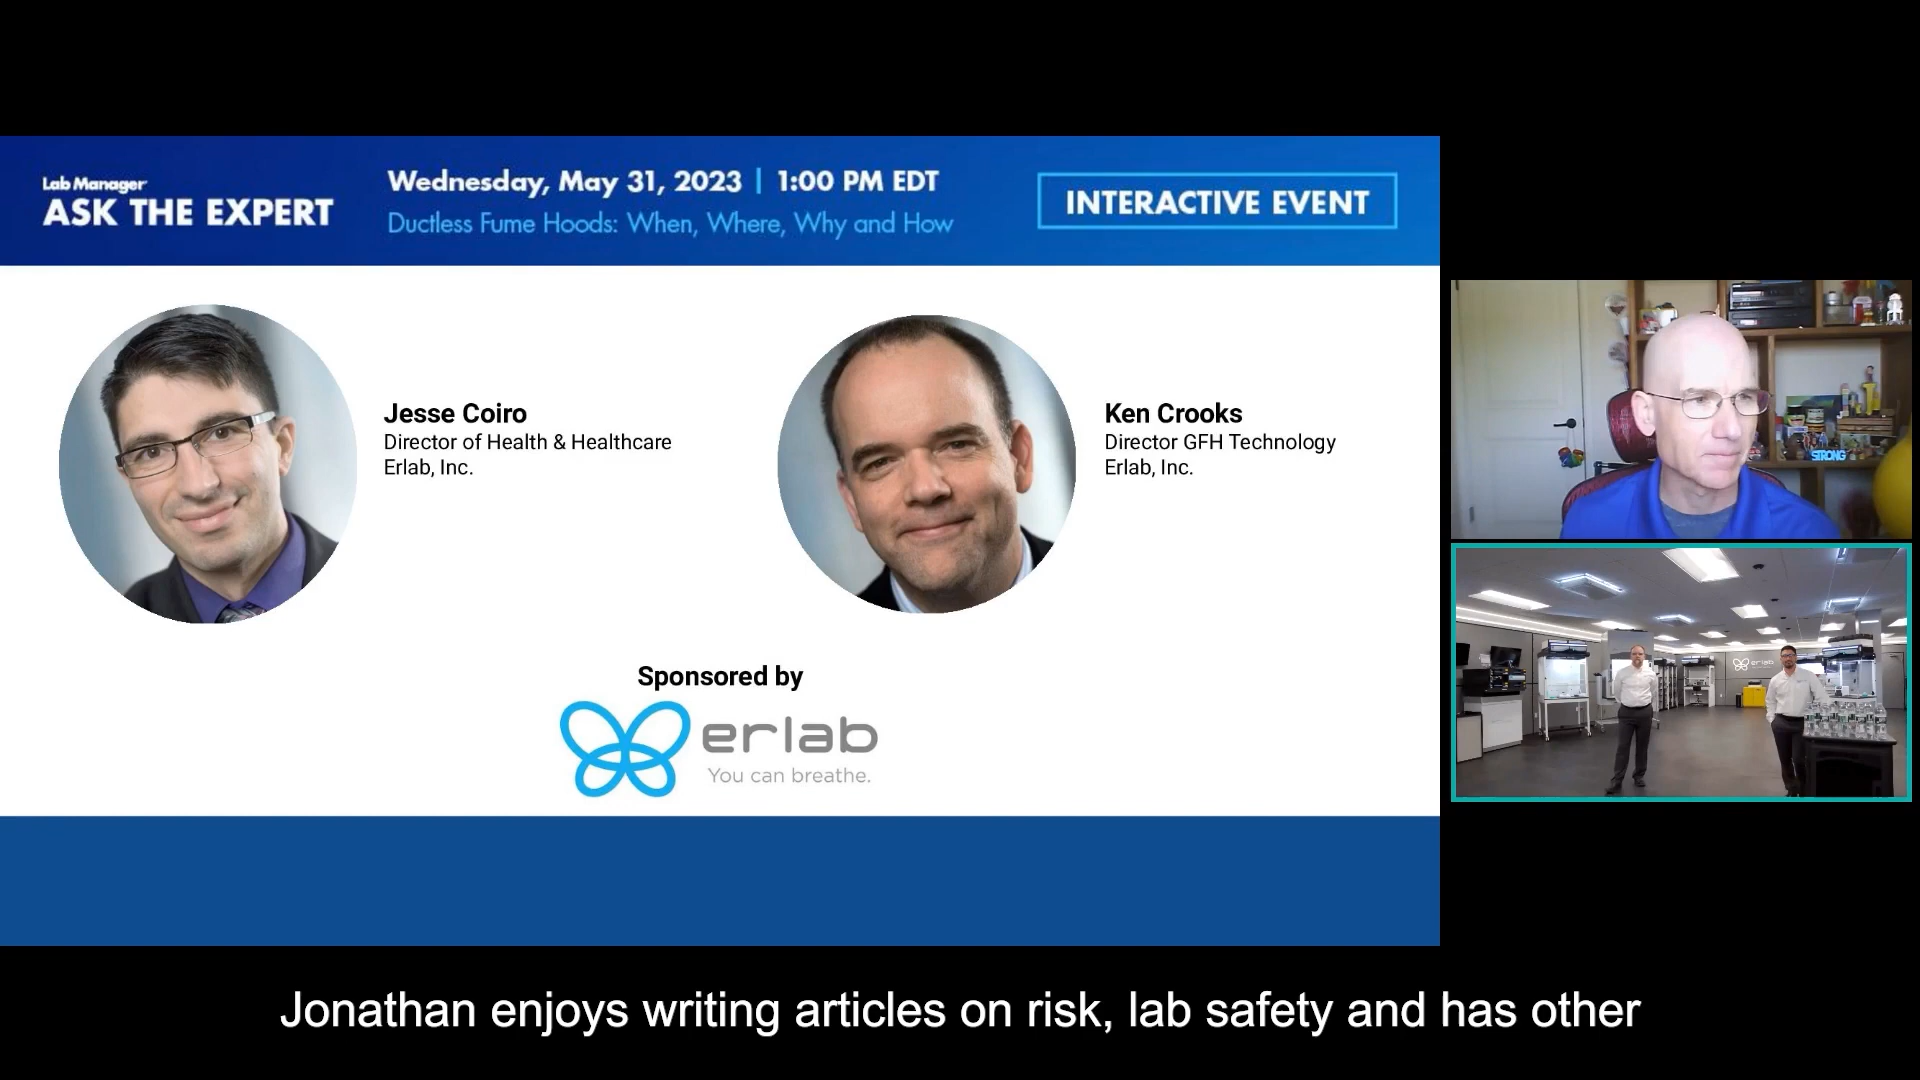 Lab Manager
ASK THE EXPERT
Wednesday, May 31, 2023 | 1:00 PM EDT
Ductless Fume Hoods: When, Where, Why and How
INTERACTIVE EVENT
Jesse Coiro
Director of Health & Healthcare
Erlab, Inc.
Ken Crooks
Director GFH Technology
Erlab, Inc.
Sponsored by
erlab
You can breathe.
STRONG
erlab
Jonathan enjoys writing articles on risk, lab safety and has other